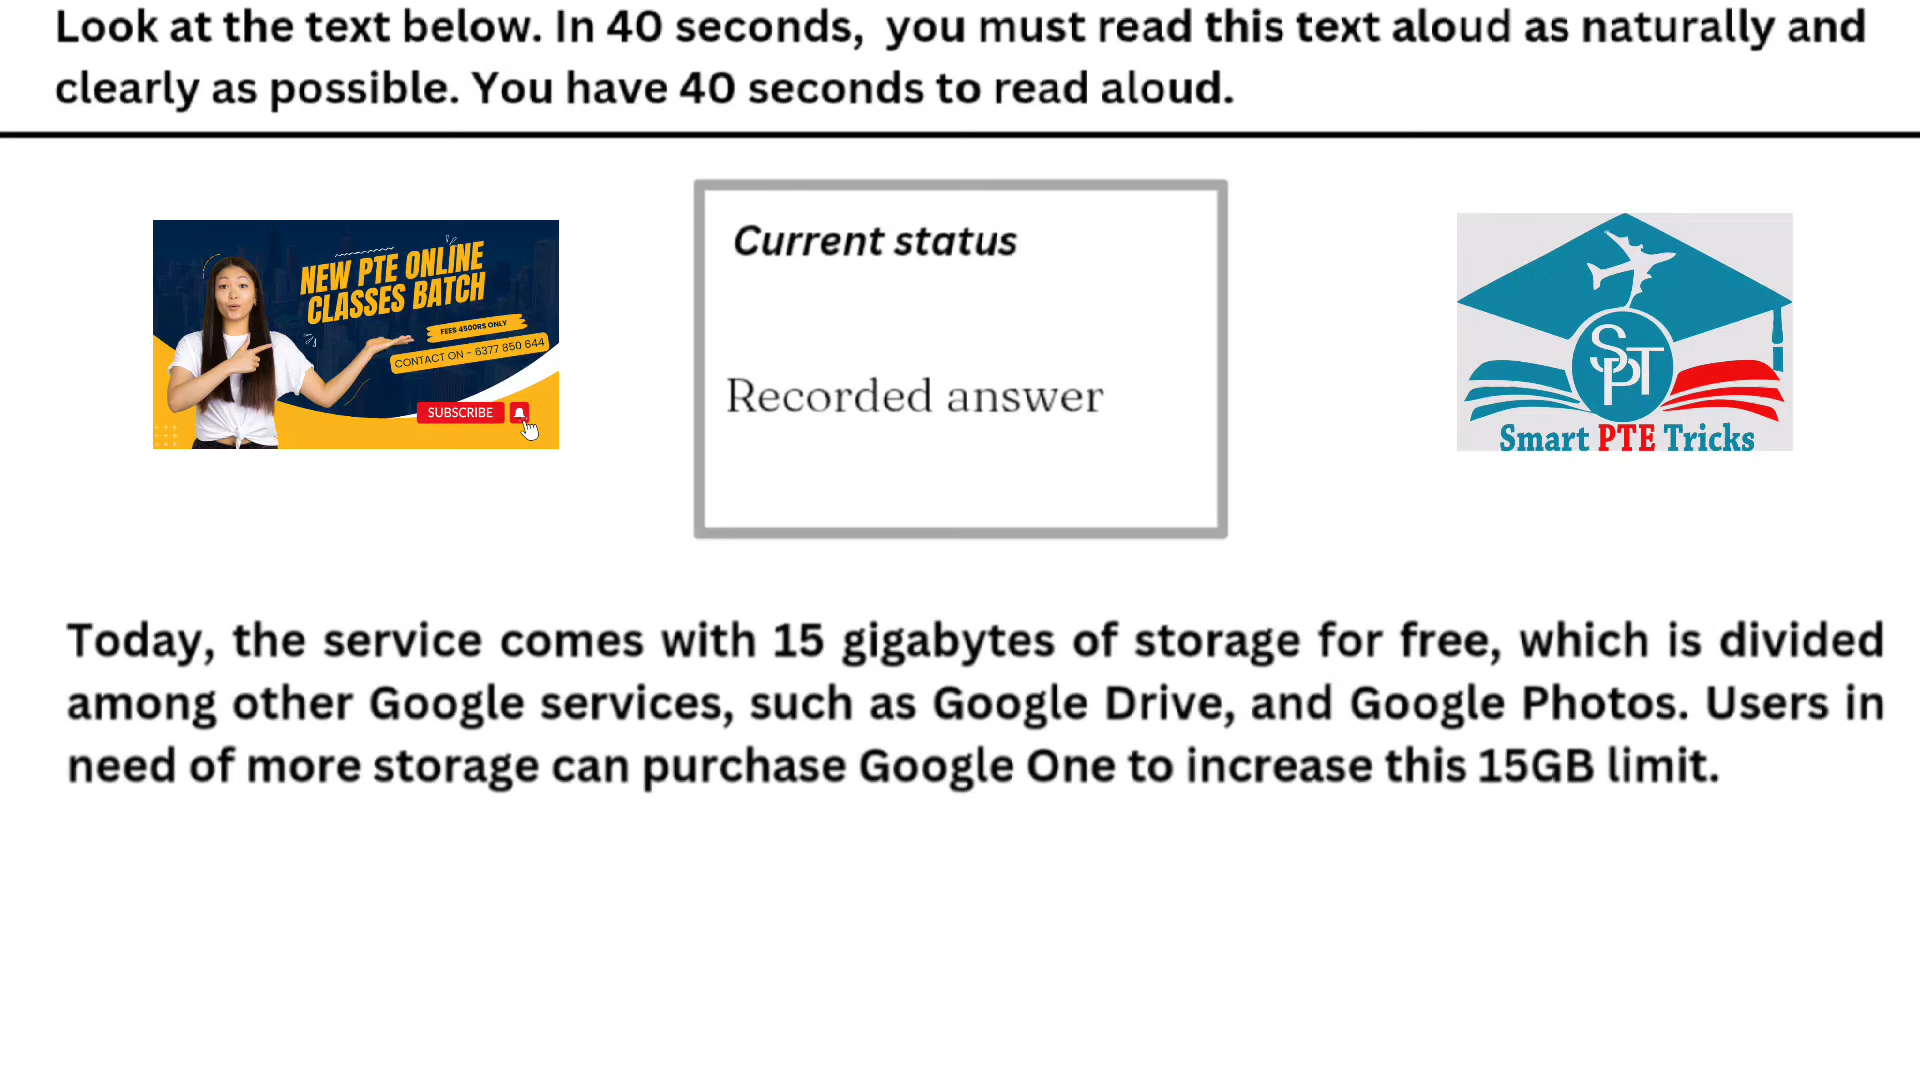 Look at the text below. In 40 seconds, you must read this text aloud as naturally and
clearly as possible. You have 40 seconds to read aloud.
NEW PTE ONLINE
CLASSES BATCH
FEES 4500RS ONLY
CONTACT ON - 6377 850 644
SUBSCRIBE
Current status
Recorded answer
SPT
Smart PTE Tricks
Today, the service comes with 15 gigabytes of storage for free, which is divided
among other Google services, such as Google Drive, and Google Photos. Users in
need of more storage can purchase Google One to increase this 15GB limit.